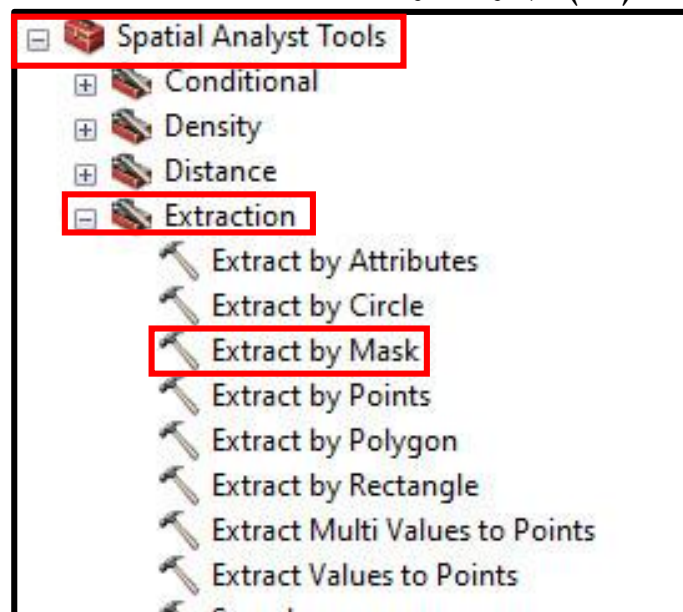 Spatial Analyst Tools
Conditional
Density
Distance
Extraction
Extract by Attributes
Extract by Circle
Extract by Mask
Extract by Points
Extract by Polygon
Extract by Rectangle
Extract Multi Values to Points
Extract Values to Points